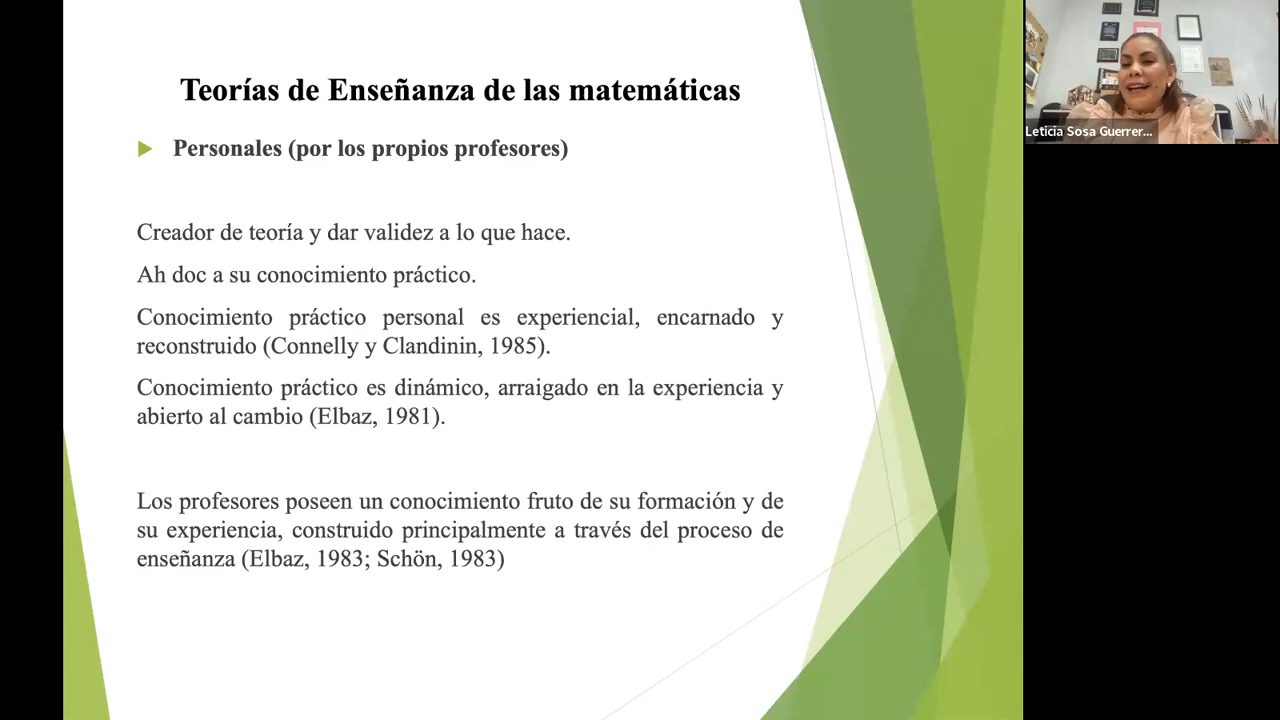 Teorías de Enseñanza de las matemáticas
Personales (por los propios profesores)
Creador de teoría y dar validez a lo que hace.
Ah doc a su conocimiento práctico.
Conocimiento práctico personal es experiencial, encarnado y
reconstruido (Connelly y Clandinin, 1985).
Conocimiento práctico es dinámico, arraigado en la experiencia y
abierto al cambio (Elbaz, 1981).
Los profesores poseen un conocimiento fruto de su formación y de
su experiencia, construido principalmente a través del proceso de
enseñanza (Elbaz, 1983; Schön, 1983)
Leticia Sosa Guerrer...